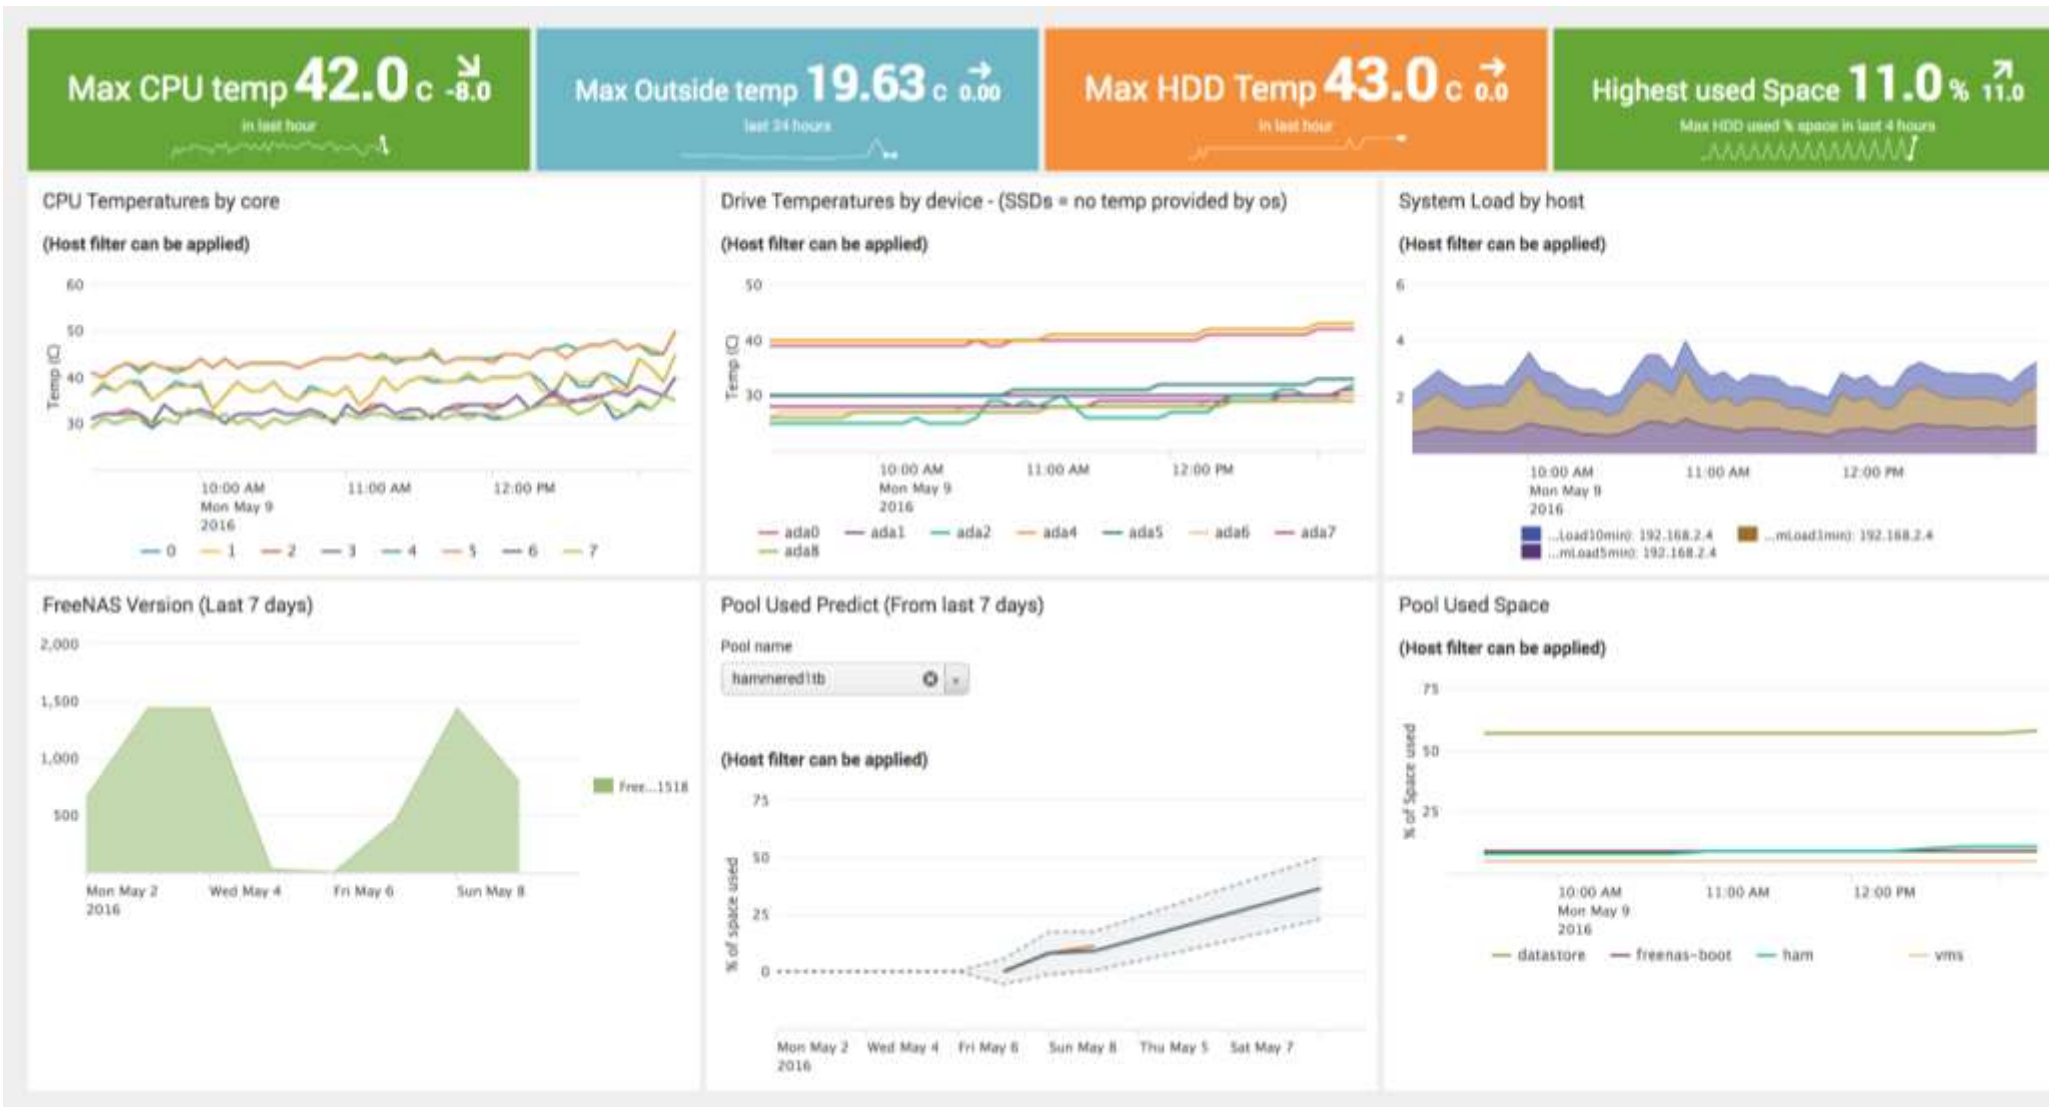 Max CPU temp 42.0 c -8.0
in last hour
Max Outside temp 19.63 c 0.00
last 24 hours
Max HDD Temp 43.0 c 0.0
in last hour
Highest used Space 11.0 % 11.0
Max HDD used % space in last 4 hours
CPU Temperatures by core
(Host filter can be applied)
Temp (C)
60
50
40
30
10:00 AM 11:00 AM 12:00 PM
Mon May 9
2016
0 1 2 3 4 5 6 7
Drive Temperatures by device - (SSDs = no temp provided by os)
(Host filter can be applied)
Temp (C)
50
40
30
10:00 AM 11:00 AM 12:00 PM
Mon May 9
2016
ada0 ada1 ada2 ada4 ada5 ada6 ada7
ada8
System Load by host
(Host filter can be applied)
6
4
2
10:00 AM 11:00 AM 12:00 PM
Mon May 9
2016
...Load10min): 192.168.2.4 ...mLoad1min): 192.168.2.4
...mLoad5min): 192.168.2.4
FreeNAS Version (Last 7 days)
2,000
1,500
1,000
500
Mon May 2 Wed May 4 Fri May 6 Sun May 8
2016
Free...1518
Pool Used Predict (From last 7 days)
Pool name
hammered1tb
(Host filter can be applied)
% of space used
75
50
25
0
Mon May 2 Wed May 4 Fri May 6 Sun May 8 Thu May 5 Sat May 7
2016
Pool Used Space
(Host filter can be applied)
% of Space used
75
50
25
10:00 AM 11:00 AM 12:00 PM
Mon May 9
2016
datastore freenas-boot ham vms